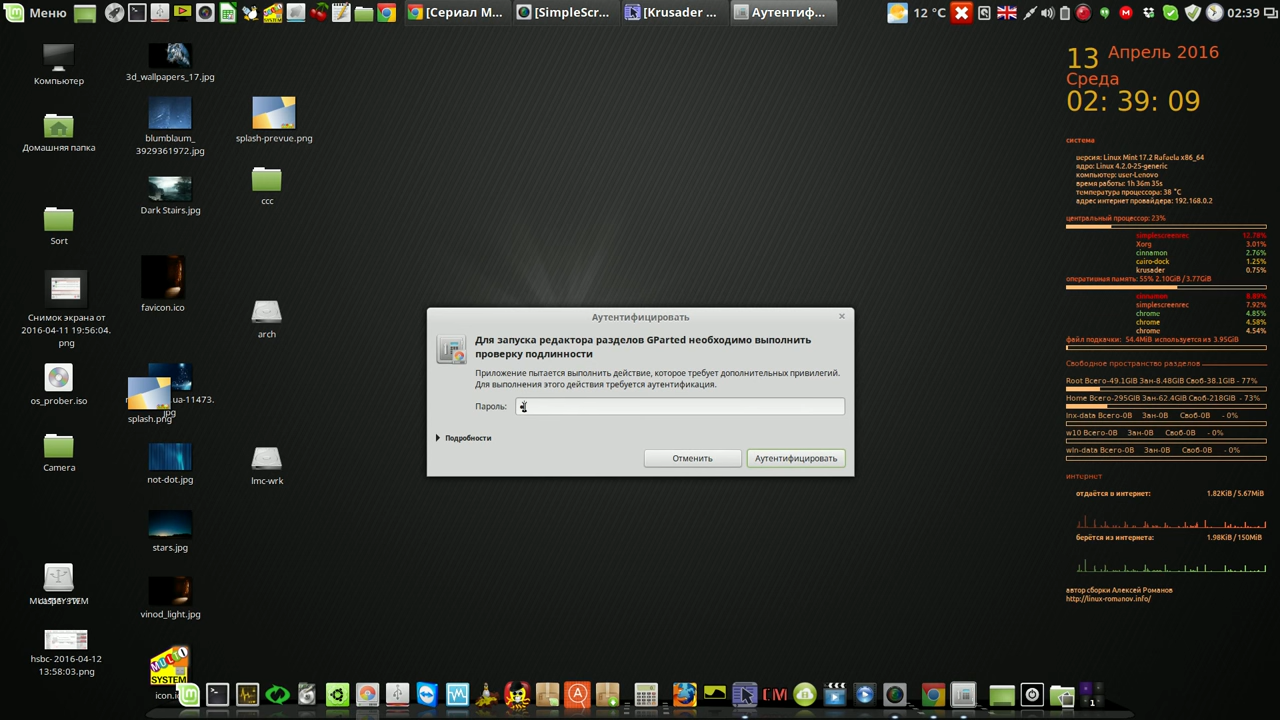 Меню
[Сериал М...
[SimpleScr...
[Krusader ...
Аутентиф...
12 °C
02:39
Компьютер
3d_wallpapers_17.jpg
Домашняя папка
blumblaum_
3929361972.jpg
splash-prevue.png
Dark Stairs.jpg
ccc
Sort
favicon.ico
Снимок экрана от
2016-04-11 19:56:04.
png
arch
os_prober.iso
ua-11473.
jpg
splash.png
Camera
not-dot.jpg
lmc-wrk
stars.jpg
vinod_light.jpg
hsbc- 2016-04-12
13:58:03.png
MULTI
SYSTEM
Аутентифицировать
Для запуска редактора разделов GParted необходимо выполнить
проверку подлинности
Приложение пытается выполнить действие, которое требует дополнительных привилегий.
Для выполнения этого действия требуется аутентификация.
Пароль:
Подробности
Отменить
Аутентифицировать
13 Апрель 2016
Среда
02: 39: 09
система
версия: Linux Mint 17.2 Rafaela x86_64
ядро: Linux 4.2.0-25-generic
компьютер: user-Lenovo
время работы: 1h 36m 35s
температура процессора: 38 °C
адрес интернет провайдера: 192.168.0.2
центральный процессор: 23%
simplescreenrec 12.78%
Xorg 3.01%
cinnamon 2.76%
cairo-dock 1.25%
krusader 0.75%
оперативная память: 55% 2.10GiB / 3.77GiB
cinnamon 8.89%
simplescreenrec 7.92%
chrome 4.85%
chrome 4.58%
chrome 4.54%
файл подкачки: 54.4MiB используется из 3.95GiB
Свободное пространство разделов
Root Всего-49.1GiB Зан-8.48GiB Своб-38.1GiB - 77%
Home Всего-295GiB Зан-62.4GiB Своб-218GiB - 73%
lnx-data Всего-0B Зан-0B Своб-0B - 0%
w10 Всего-0B Зан-0B Своб-0B - 0%
win-data Всего-0B Зан-0B Своб-0B - 0%
интернет
отдаётся в интернет: 1.82KiB / 5.67MiB
берётся из интернета: 1.98KiB / 150MiB
автор сборки Алексей Романов
http://linux-romanov.info/